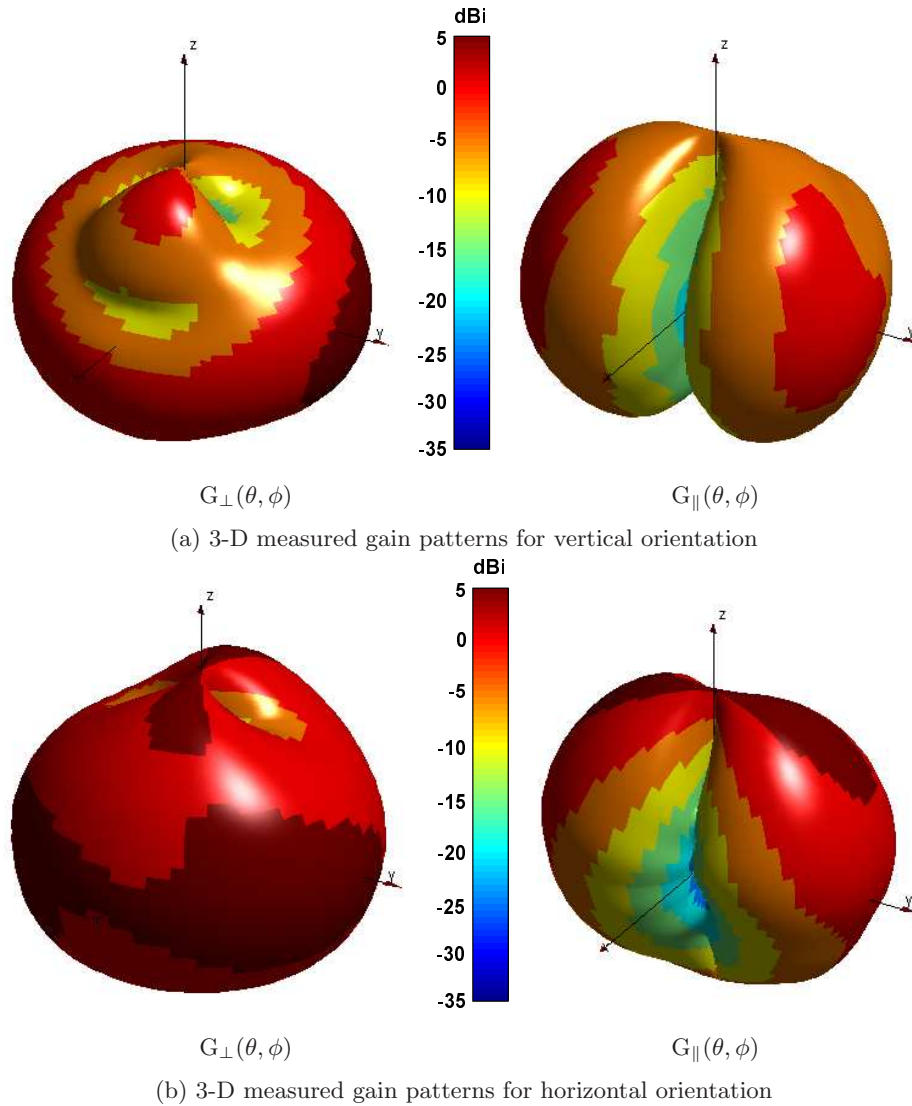 dBi
5
0
-5
-10
-15
-20
-25
-30
-35
z
Y
z
Y
G⊥(θ, ϕ)
G∥(θ, ϕ)
(a) 3-D measured gain patterns for vertical orientation
dBi
5
0
-5
-10
-15
-20
-25
-30
-35
z
Y
z
Y
G⊥(θ, ϕ)
G∥(θ, ϕ)
(b) 3-D measured gain patterns for horizontal orientation